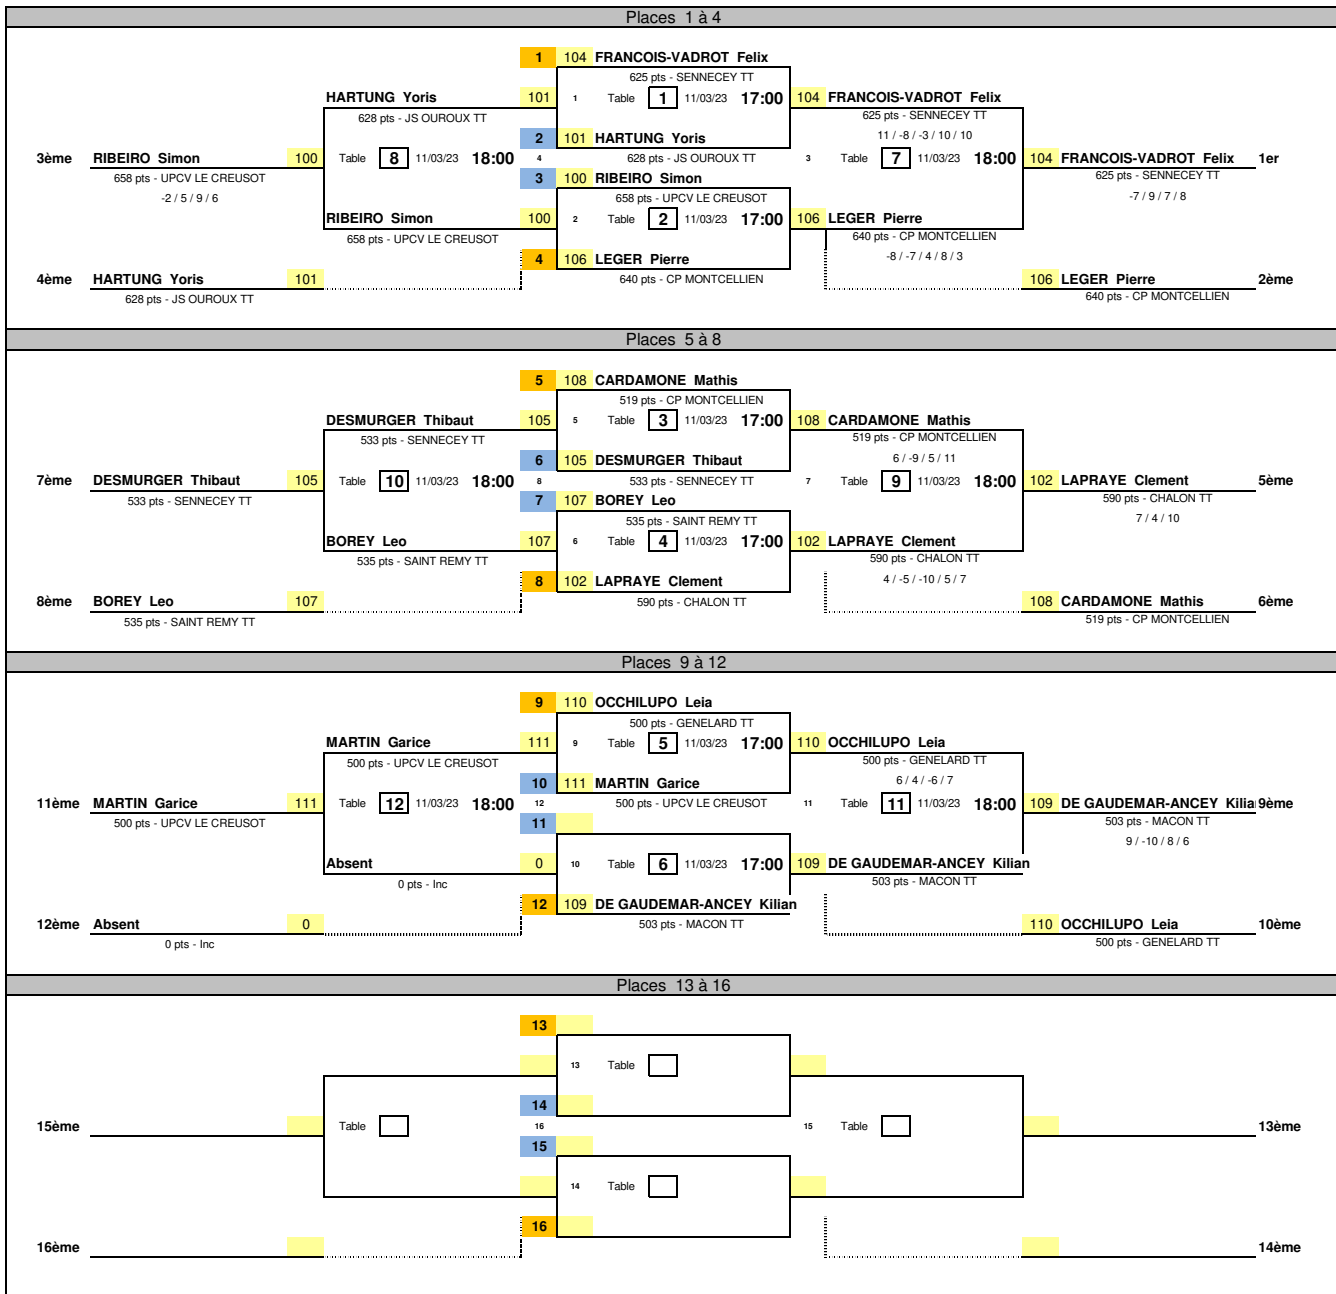 Places 1 à 4
1 104 FRANCOIS-VADROT Felix
625 pts - SENNECEY TT
HARTUNG Yoris 101 1 Table 1 11/03/23 17:00 104 FRANCOIS-VADROT Felix
628 pts - JS OUROUX TT 625 pts - SENNECEY TT
2 101 HARTUNG Yoris 11 / -8 / -3 / 10 / 10
3ème RIBEIRO Simon 100 Table 8 11/03/23 18:00 4 628 pts - JS OUROUX TT 3 Table 7 11/03/23 18:00 104 FRANCOIS-VADROT Felix 1er
658 pts - UPCV LE CREUSOT 3 100 RIBEIRO Simon 625 pts - SENNECEY TT
-2 / 5 / 9 / 6 658 pts - UPCV LE CREUSOT -7 / 9 / 7 / 8
RIBEIRO Simon 100 2 Table 2 11/03/23 17:00 106 LEGER Pierre
658 pts - UPCV LE CREUSOT 640 pts - CP MONTCELLIEN
4 106 LEGER Pierre -8 / -7 / 4 / 8 / 3
4ème HARTUNG Yoris 101 640 pts - CP MONTCELLIEN 106 LEGER Pierre 2ème
628 pts - JS OUROUX TT 640 pts - CP MONTCELLIEN
Places 5 à 8
5 108 CARDAMONE Mathis
519 pts - CP MONTCELLIEN
DESMURGER Thibaut 105 5 Table 3 11/03/23 17:00 108 CARDAMONE Mathis
533 pts - SENNECEY TT 519 pts - CP MONTCELLIEN
6 105 DESMURGER Thibaut 6 / -9 / 5 / 11
7ème DESMURGER Thibaut 105 Table 10 11/03/23 18:00 8 533 pts - SENNECEY TT 7 Table 9 11/03/23 18:00 102 LAPRAYE Clement 5ème
533 pts - SENNECEY TT 7 107 BOREY Leo 590 pts - CHALON TT
535 pts - SAINT REMY TT 7 / 4 / 10
BOREY Leo 107 6 Table 4 11/03/23 17:00 102 LAPRAYE Clement
535 pts - SAINT REMY TT 590 pts - CHALON TT
8 102 LAPRAYE Clement 4 / -5 / -10 / 5 / 7
8ème BOREY Leo 107 590 pts - CHALON TT 108 CARDAMONE Mathis 6ème
535 pts - SAINT REMY TT 519 pts - CP MONTCELLIEN
Places 9 à 12
9 110 OCCHILUPO Leia
500 pts - GENELARD TT
MARTIN Garice 111 9 Table 5 11/03/23 17:00 110 OCCHILUPO Leia
500 pts - UPCV LE CREUSOT 500 pts - GENELARD TT
10 111 MARTIN Garice 6 / 4 / -6 / 7
11ème MARTIN Garice 111 Table 12 11/03/23 18:00 12 500 pts - UPCV LE CREUSOT 11 Table 11 11/03/23 18:00 109 DE GAUDEMAR-ANCEY Kilia 9ème
500 pts - UPCV LE CREUSOT 11 503 pts - MACON TT
9 / -10 / 8 / 6
Absent 0 10 Table 6 11/03/23 17:00 109 DE GAUDEMAR-ANCEY Kilian
0 pts - Inc 503 pts - MACON TT
12 109 DE GAUDEMAR-ANCEY Kilian
12ème Absent 0 503 pts - MACON TT 110 OCCHILUPO Leia 10ème
0 pts - Inc 500 pts - GENELARD TT
Places 13 à 16
13
13 Table
14
15ème Table 16 15 Table 13ème
15
14 Table
16
16ème 14ème